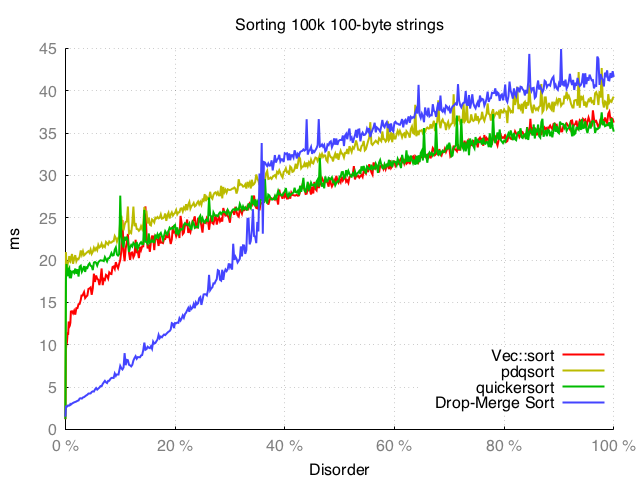 Sorting 100k 100-byte strings
45
40
35
30
25
20
15
10
5
0
ms
0 %
20 %
40 %
60 %
80 %
100 %
Disorder
Vec::sort
pdqsort
quickersort
Drop-Merge Sort